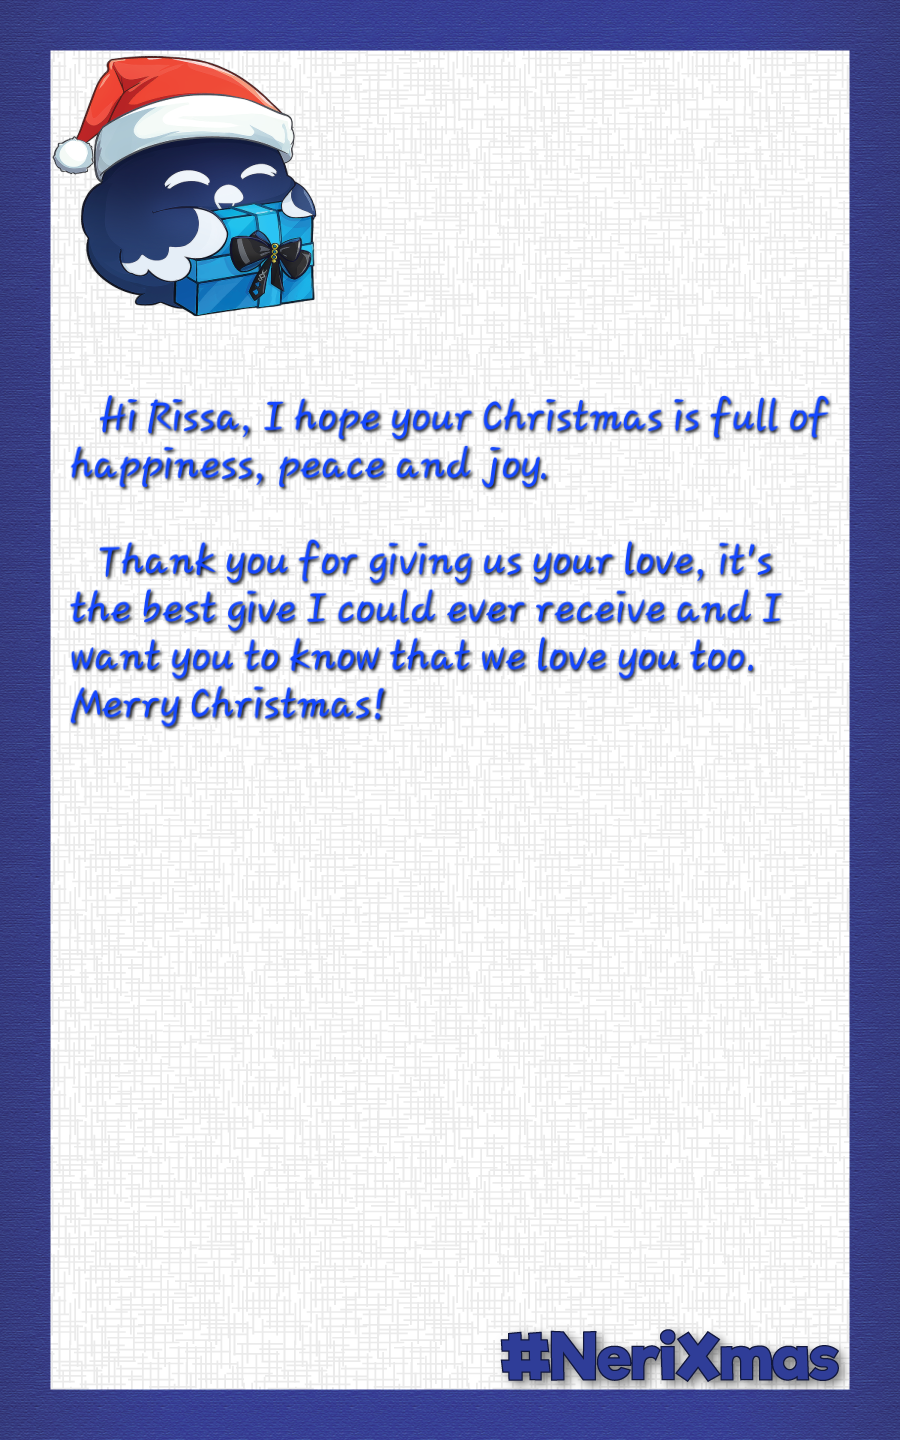 Hi Rissa, I hope your Christmas is full of
happiness, peace and joy.
Thank you for giving us your love, it's
the best give I could ever receive and I
want you to know that we love you too.
Merry Christmas!
#NeriXmas